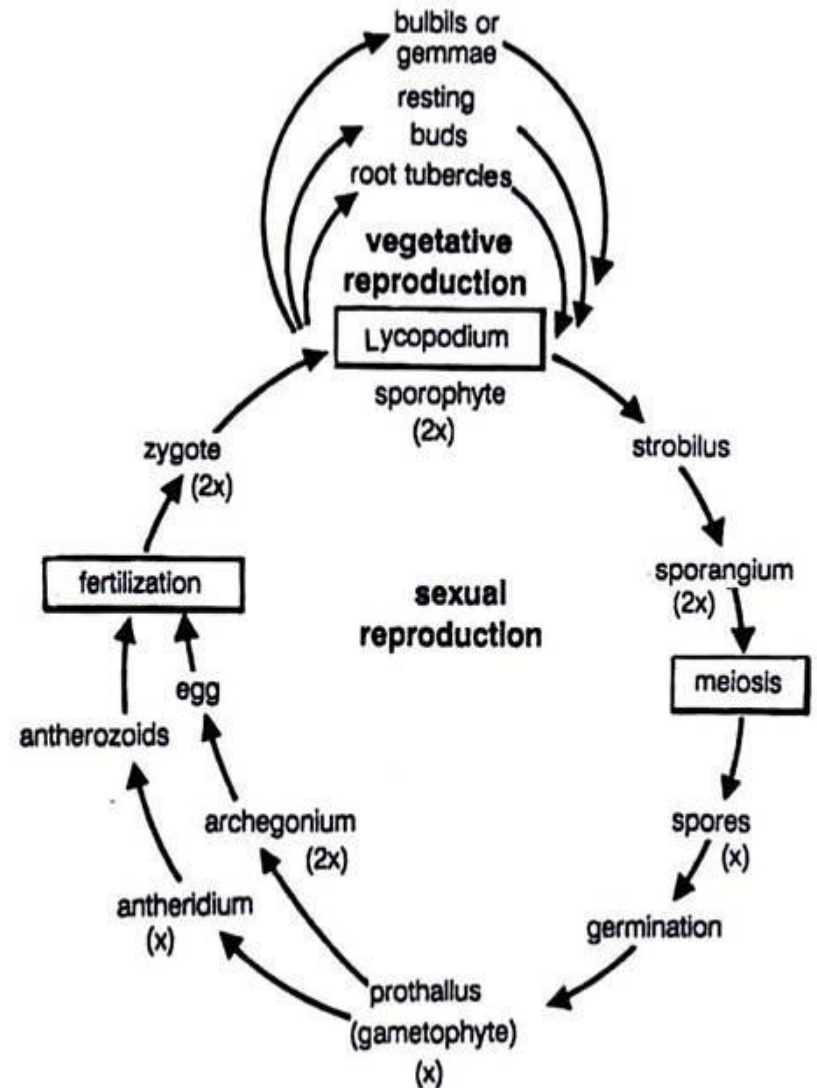 bulbils or
gemmae
resting
buds
root tubercles
vegetative
reproduction
Lycopodium
sporophyte
(2x)
strobilus
sporangium
(2x)
meiosis
spores
(x)
germination
prothallus
(gametophyte)
(x)
antheridium
(x)
archegonium
(2x)
antherozoids
egg
fertilization
zygote
(2x)
sexual
reproduction